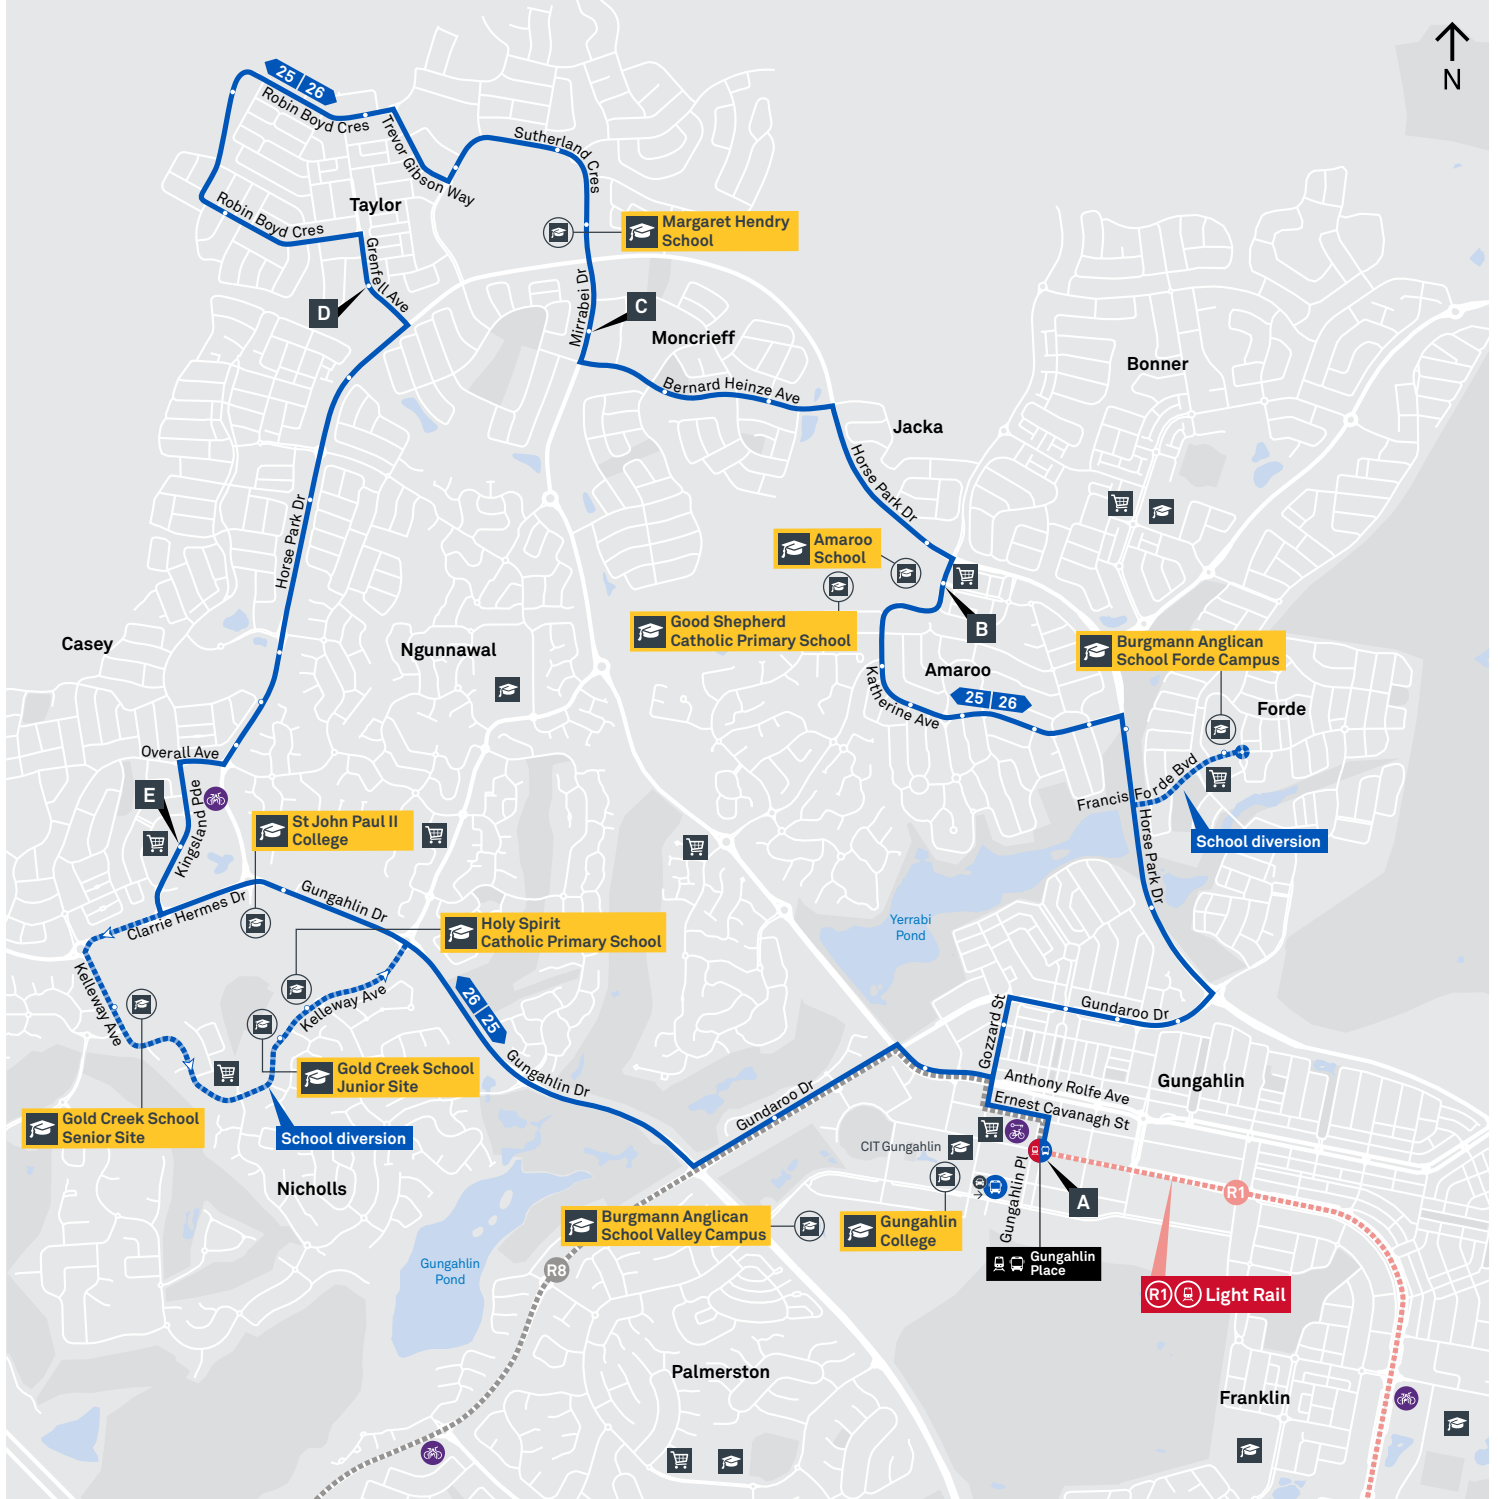 N
25 26
Robin Boyd Cres
Trevor Gibson Way
Sutherland Cres
Taylor
Robin Boyd Cres
Margaret Hendry
School
Grenfell Ave
D
Mirrabei Dr
C
Moncrieff
Bonner
Bernard Heinze Ave
Jacka
Horse Park Dr
Horse Park Dr
Amaroo
School
Good Shepherd
Catholic Primary School
B
Casey
Ngunnawal
Amaroo
Burgmann Anglican
School Forde Campus
Katherine Ave
25 26
Forde
Overall Ave
Francis Forde Bvd
E
Kingsland Pde
St John Paul II
College
School diversion
Horse Park Dr
Clarrie Hermes Dr
Gungahlin Dr
Holy Spirit
Catholic Primary School
Yerrabi
Pond
Kelleway Ave
Kelleway Ave
26 25
Gozzard St
Gundaroo Dr
Gungahlin Dr
Gold Creek School
Junior Site
Anthony Rolfe Ave
Gungahlin
Ernest Cavanagh St
Gundaroo Dr
Gold Creek School
Senior Site
School diversion
CIT Gungahlin
Nicholls
Gungahlin Pl
A
R1
Burgmann Anglican
School Valley Campus
Gungahlin
College
Gungahlin
Place
Gungahlin
Pond
R8
R1 Light Rail
Palmerston
Franklin